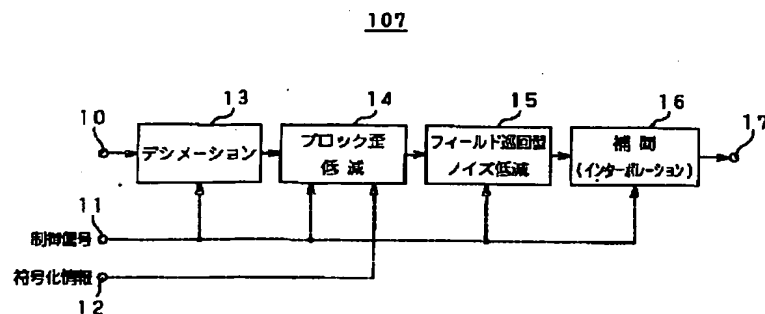 107
13
14
15
16
17
10
デシメーション
ブロック歪
低減
フィールド巡回型
ノイズ低減
補間
(インターポレーション)
11
制御信号
符号化情報
12